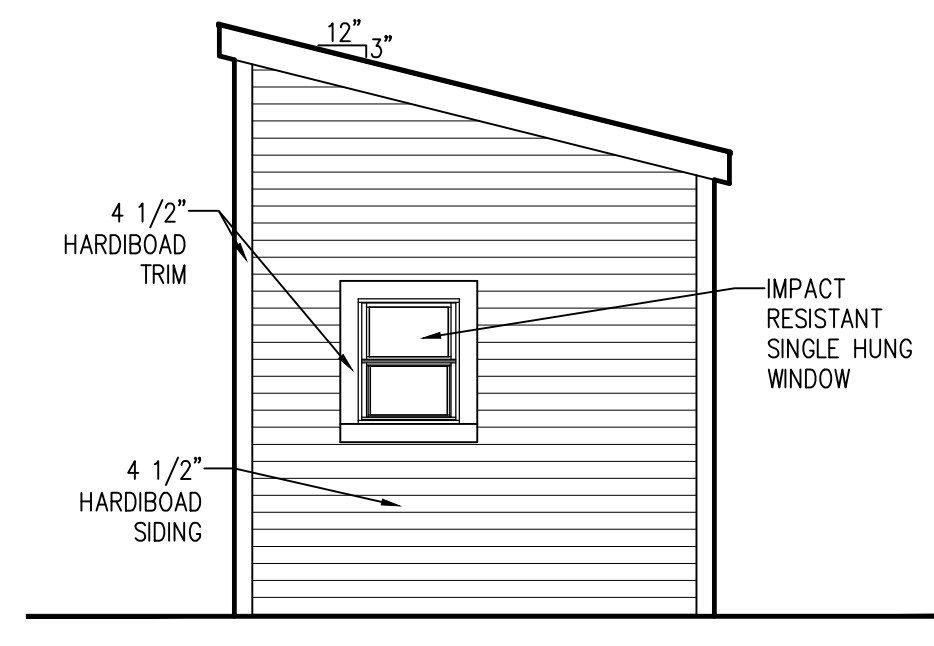 12”
3”
4 1/2”
HARDIBOAD
TRIM
IMPACT
RESISTANT
SINGLE HUNG
WINDOW
4 1/2”
HARDIBOAD
SIDING